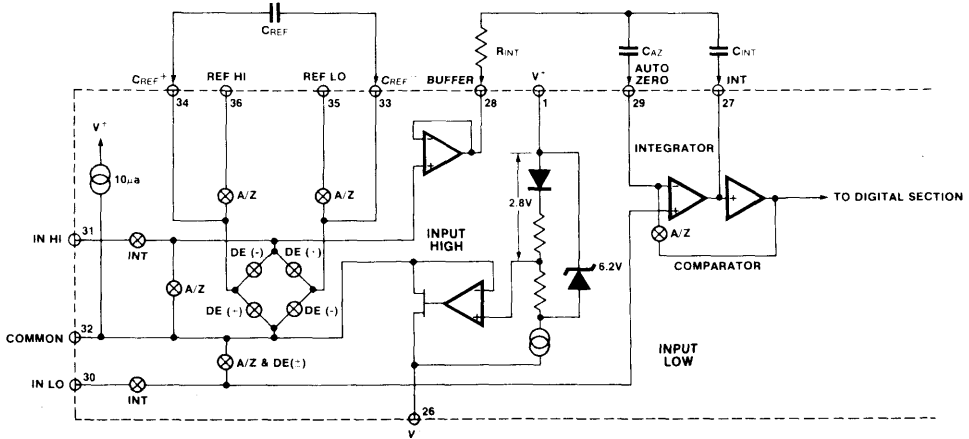 CREF
RINT
CAZ
CINT
CREF+
REF HI
REF LO
CREF-
BUFFER
V+
AUTO
ZERO
INT
34
36
35
33
28
1
29
27
V+
10µa
INTEGRATOR
A/Z
A/Z
2.8V
TO DIGITAL SECTION
31
IN HI
INT
INPUT
HIGH
A/Z
COMPARATOR
DE (-)
DE (+)
6.2V
A/Z
DE (+)
DE (-)
32
COMMON
A/Z & DE(±)
INPUT
LOW
30
IN LO
INT
26
V